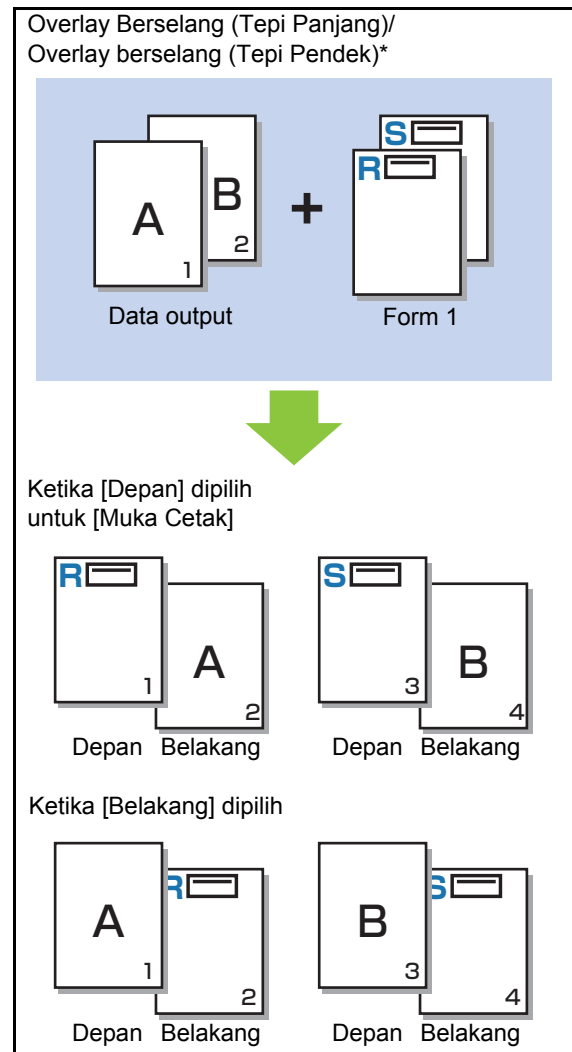 Overlay Berselang (Tepi Panjang)/
Overlay berselang (Tepi Pendek)*
A
1
B
2
+
R
S
Data output
Form 1
Ketika [Depan] dipilih
untuk [Muka Cetak]
R
1
A
2
S
3
B
4
Depan Belakang Depan Belakang
Ketika [Belakang] dipilih
A
1
R
2
B
3
S
4
Depan Belakang Depan Belakang